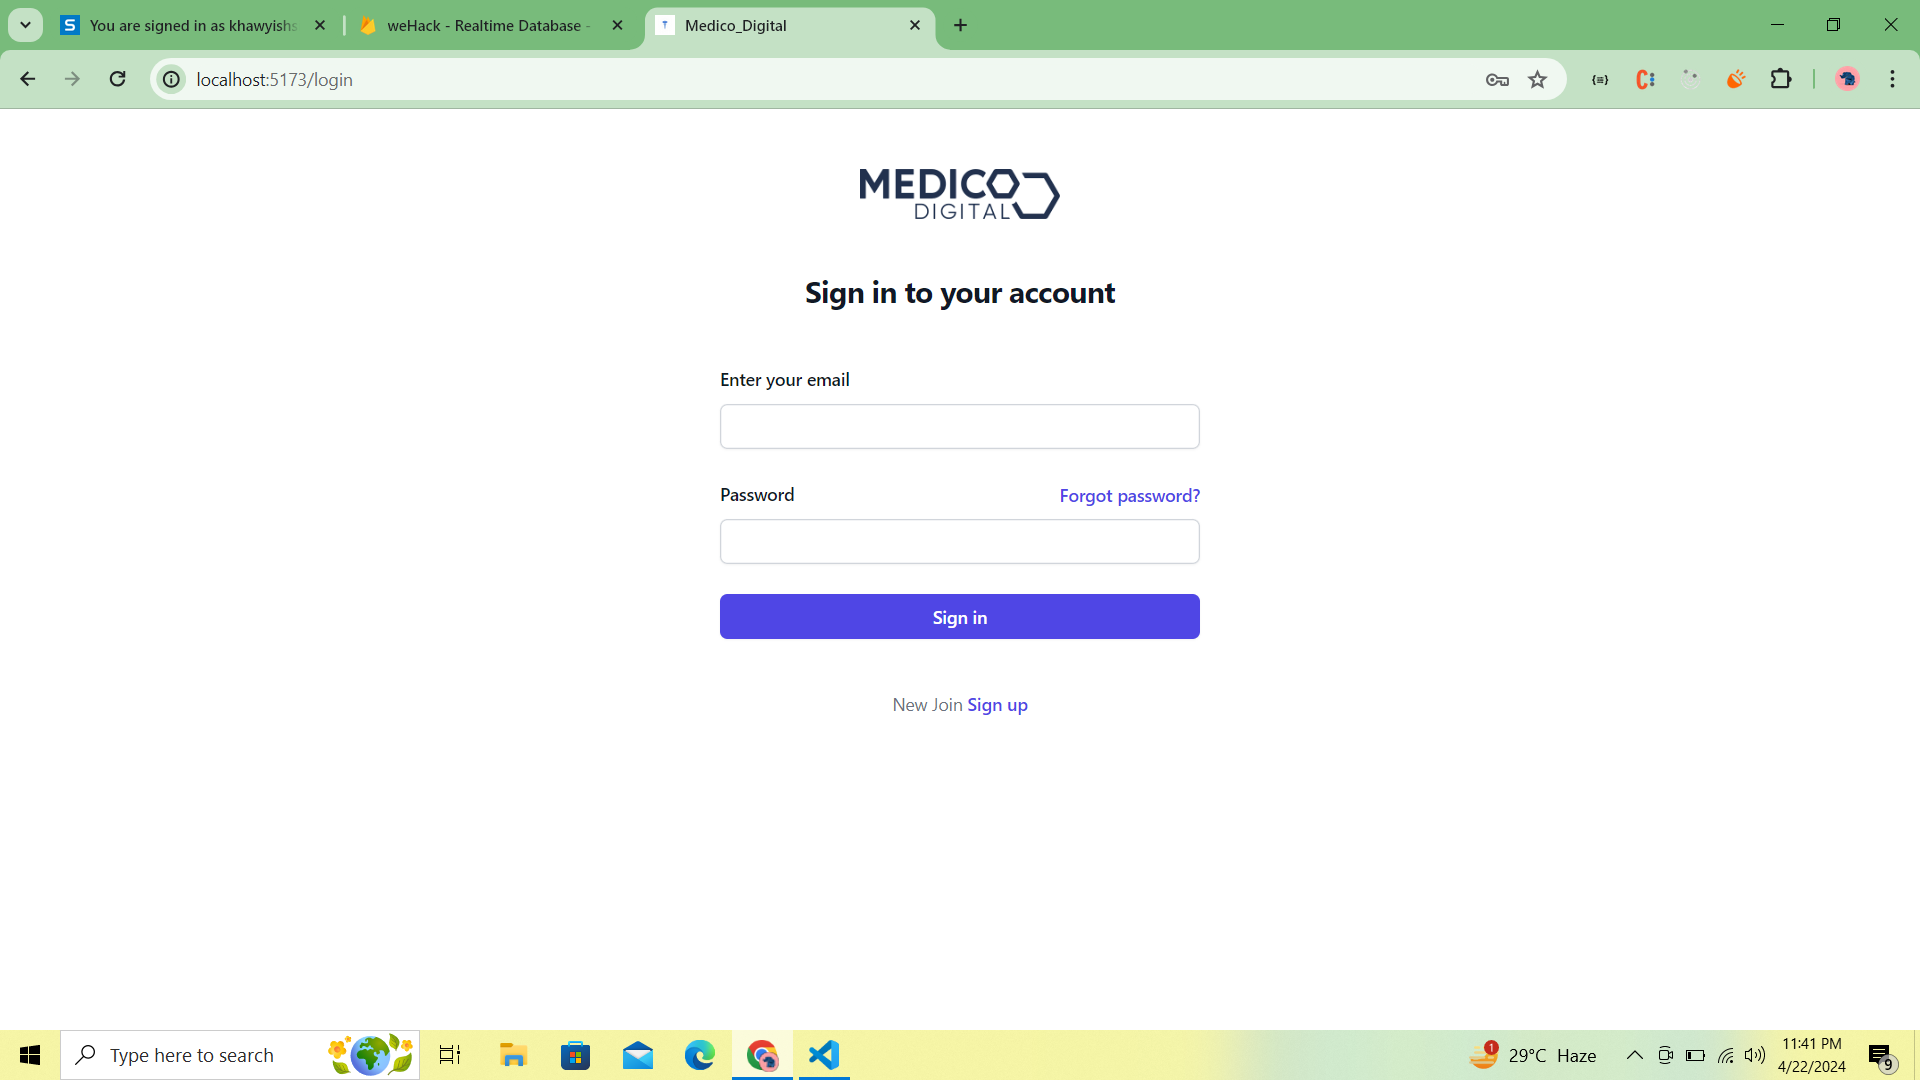 You are signed in as khawyishs
weHack - Realtime Database -
Medico_Digital
localhost:5173/login
MEDICO
DIGITAL
Sign in to your account
Enter your email
Password
Forgot password?
Sign in
New Join Sign up
Type here to search
1
29°C Haze
11:41 PM
4/22/2024
9